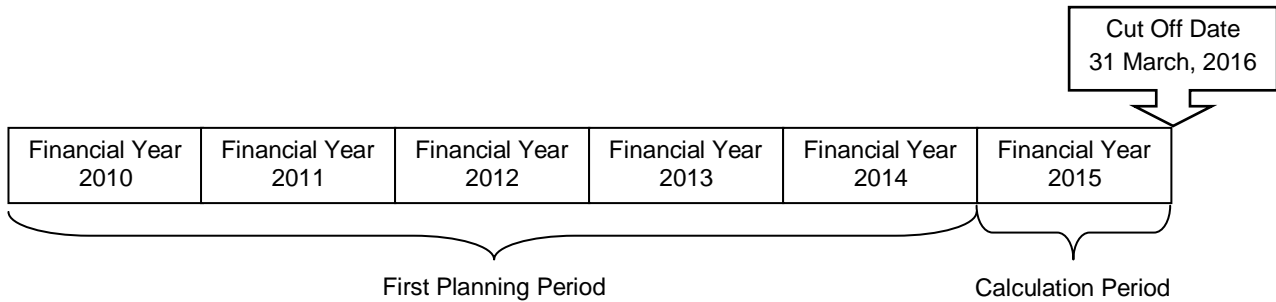 Cut Off Date
31 March, 2016
Financial Year
2010
Financial Year
2011
Financial Year
2012
Financial Year
2013
Financial Year
2014
Financial Year
2015
First Planning Period
Calculation Period